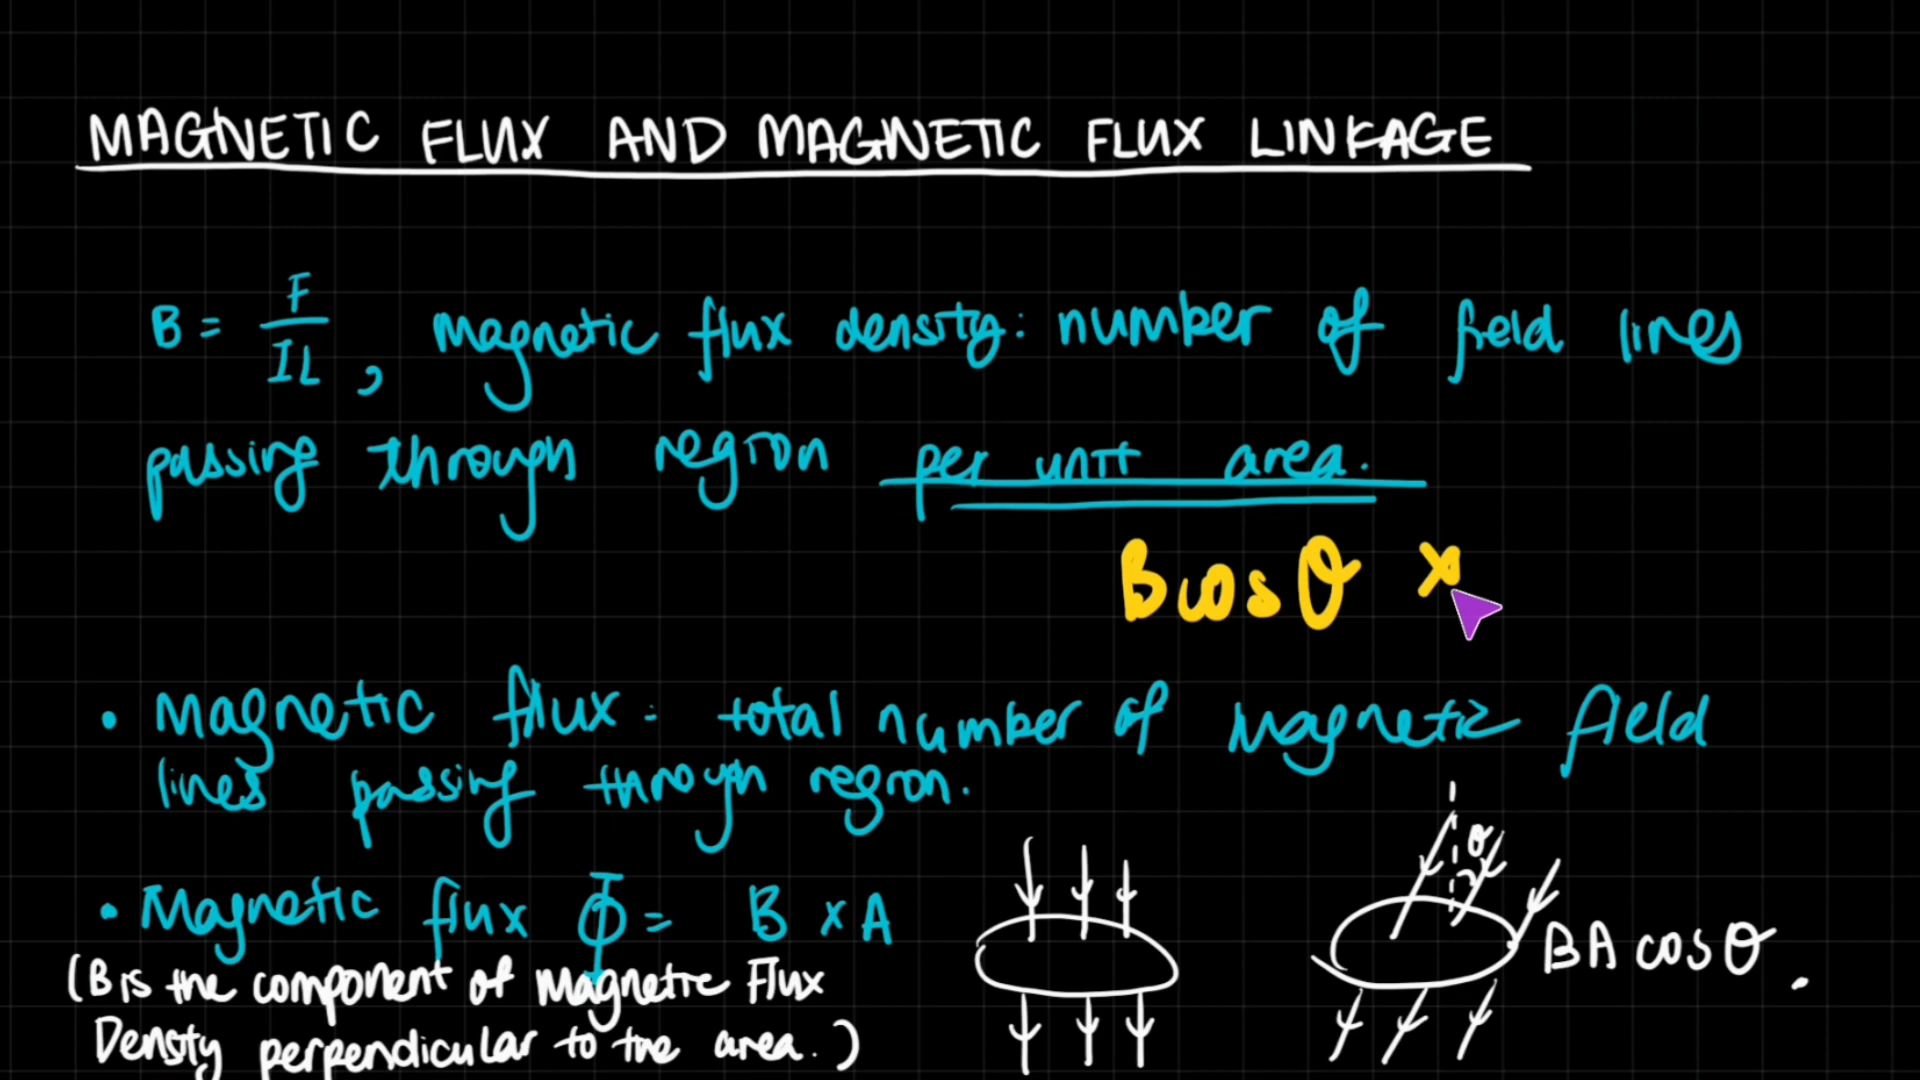 MAGNETIC FLUX AND MAGNETIC FLUX LINKAGE
B = F / IL, magnetic flux density: number of field lines
passing through region per unit area.
B cos θ ×
• Magnetic flux: total number of magnetic field
lines passing through region.
θ
• Magnetic flux Φ = B × A
BA cos θ.
(B is the component of Magnetic Flux
Density perpendicular to the area.)